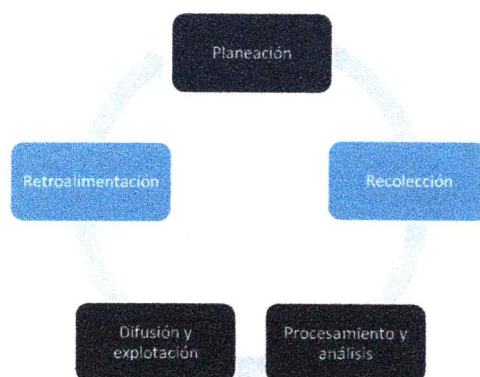 Planeación
Recolección
Procesamiento y
análisis
Difusión y
explotación
Retroalimentación